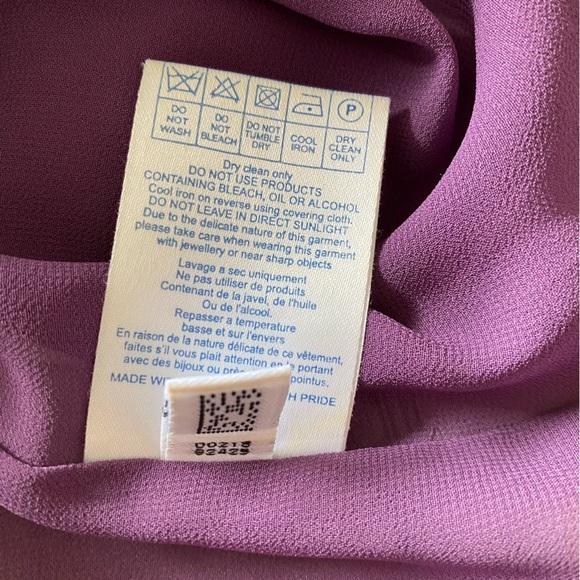 DO NOT WASH
DO NOT BLEACH
DO NOT TUMBLE DRY
COOL IRON
P
DRY CLEAN ONLY
Dry clean only
DO NOT USE PRODUCTS
CONTAINING BLEACH, OIL OR ALCOHOL
Cool iron on reverse using covering cloth.
DO NOT LEAVE IN DIRECT SUNLIGHT
Due to the delicate nature of this garment,
please take care when wearing this garment
with jewellery or near sharp objects
Lavage a sec uniquement
Ne pas utiliser de produits
Contenant de la javel, de l'huile
Ou de l'alcool.
Repasser a temperature
basse et sur l'envers
En raison de la nature délicate de ce vêtement,
faites s'il vous plait attention en le portant
avec des bijoux ou pointus.
MADE PRIDE
D0218
02429